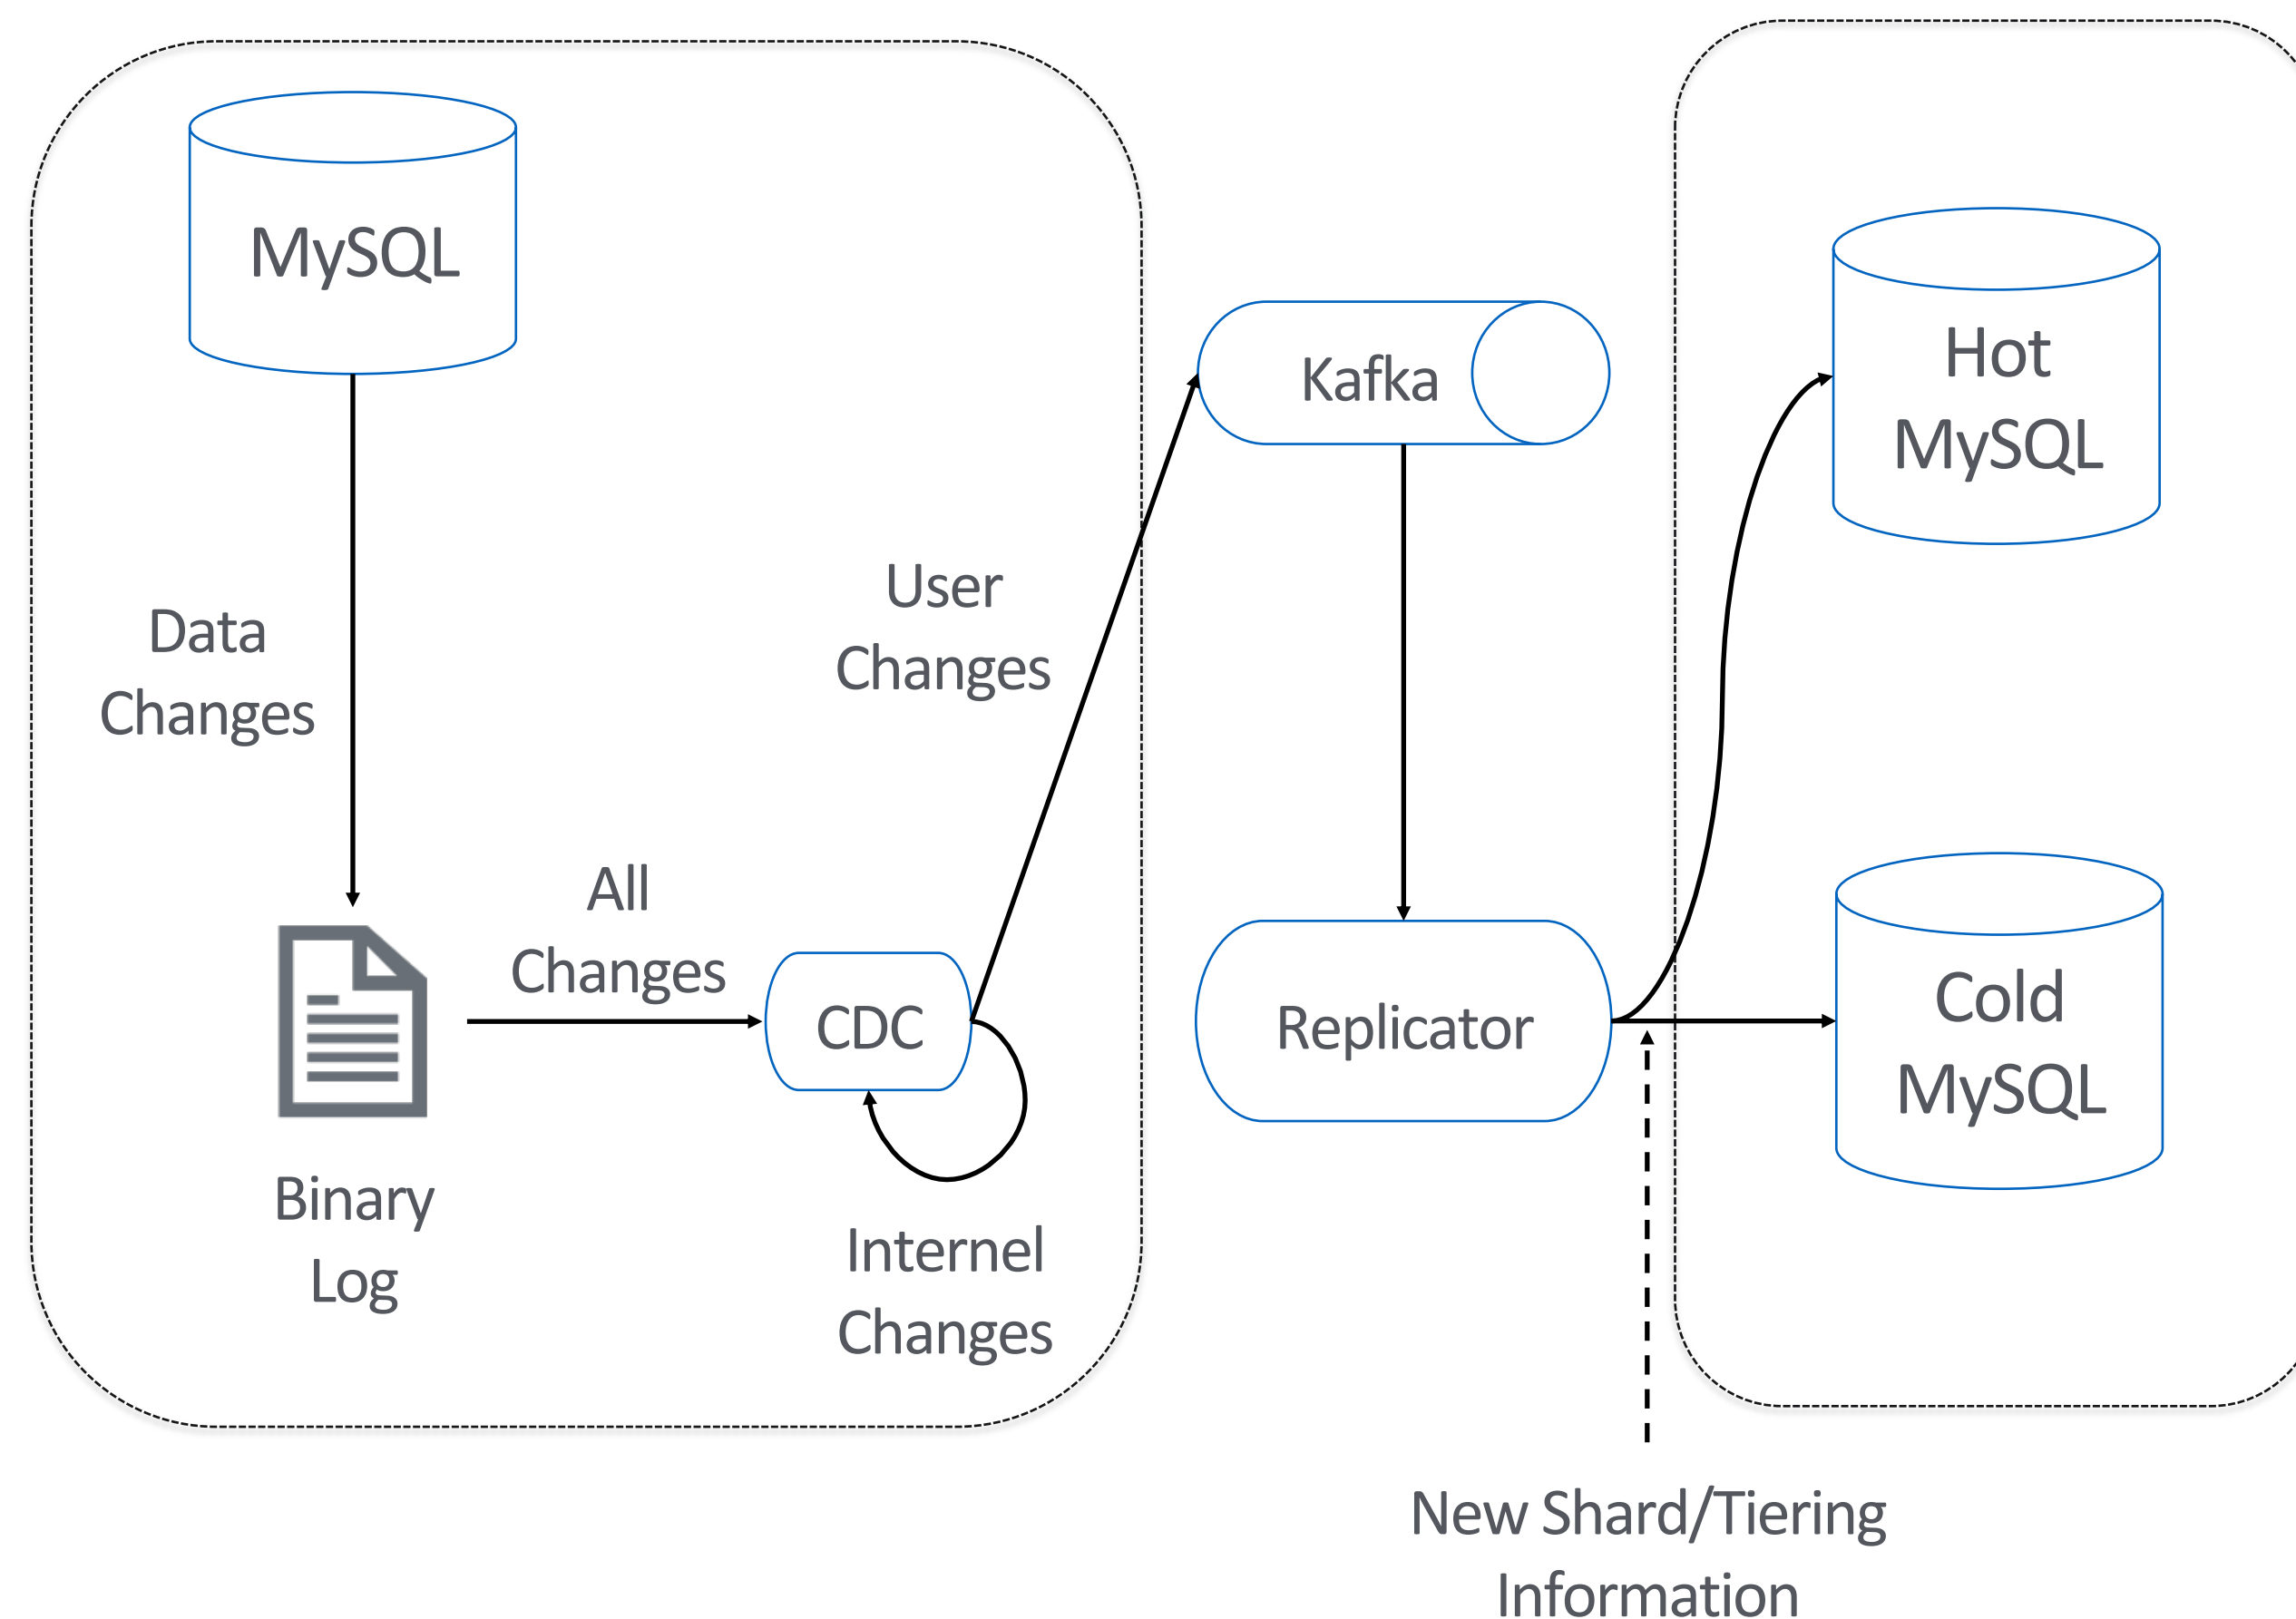 MySQL
Data
Changes
Binary
Log
All
Changes
CDC
User
Changes
Internel
Changes
Kafka
Replicator
Hot
MySQL
Cold
MySQL
New Shard/Tiering
Information